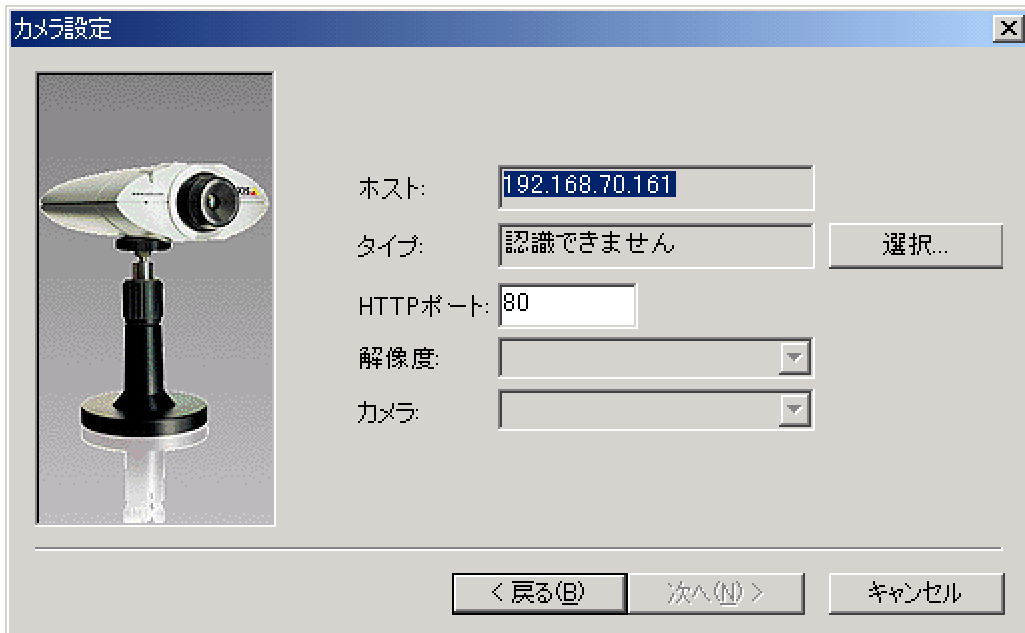 カメラ設定
ホスト: 192.168.70.161
タイプ: 認識できません 選択...
HTTPポート: 80
解像度:
カメラ:
< 戻る(B) 次へ(N) > キャンセル